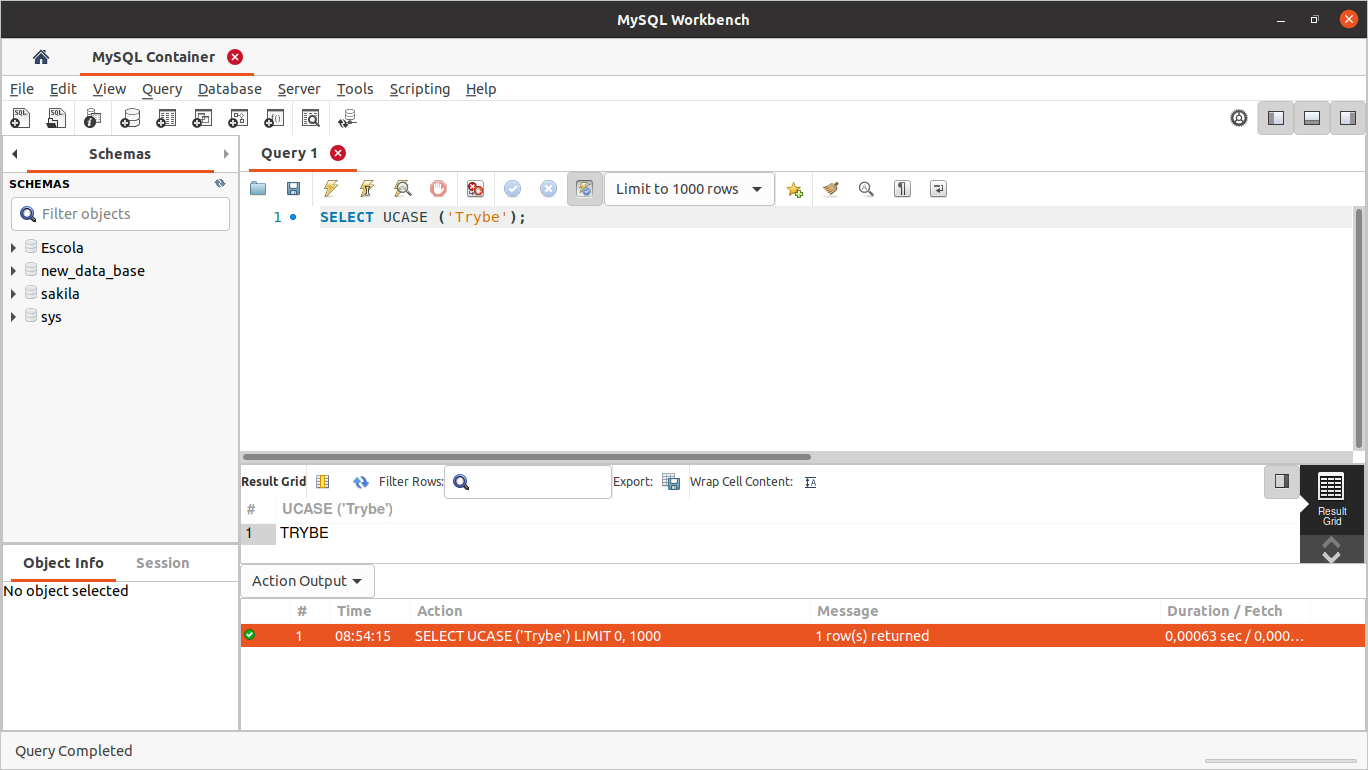 MySQL Workbench
MySQL Container
File Edit View Query Database Server Tools Scripting Help
Schemas
Query 1
SCHEMAS
Limit to 1000 rows
Filter objects
1 SELECT UCASE ('Trybe');
Escola
new_data_base
sakila
sys
Result Grid Filter Rows: Export: Wrap Cell Content:
# UCASE ('Trybe')
1 TRYBE
Result
Grid
Object Info Session
No object selected
Action Output
# Time Action Message Duration / Fetch
1 08:54:15 SELECT UCASE ('Trybe') LIMIT 0, 1000 1 row(s) returned 0,00063 sec / 0,000…
Query Completed